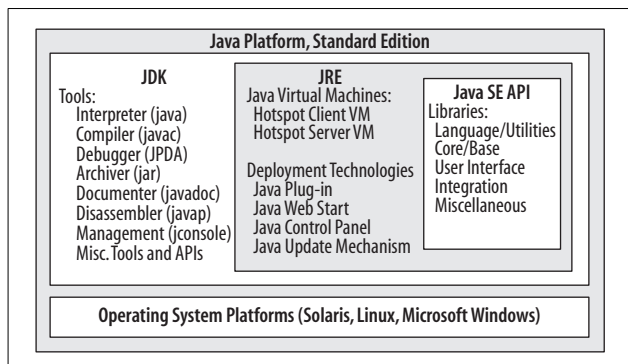 Java Platform, Standard Edition
JDK
Tools:
Interpreter (java)
Compiler (javac)
Debugger (JPDA)
Archiver (jar)
Documenter (javadoc)
Disassembler (javap)
Management (jconsole)
Misc. Tools and APIs
JRE
Java Virtual Machines:
Hotspot Client VM
Hotspot Server VM
Deployment Technologies
Java Plug-in
Java Web Start
Java Control Panel
Java Update Mechanism
Java SE API
Libraries:
Language/Utilities
Core/Base
User Interface
Integration
Miscellaneous
Operating System Platforms (Solaris, Linux, Microsoft Windows)